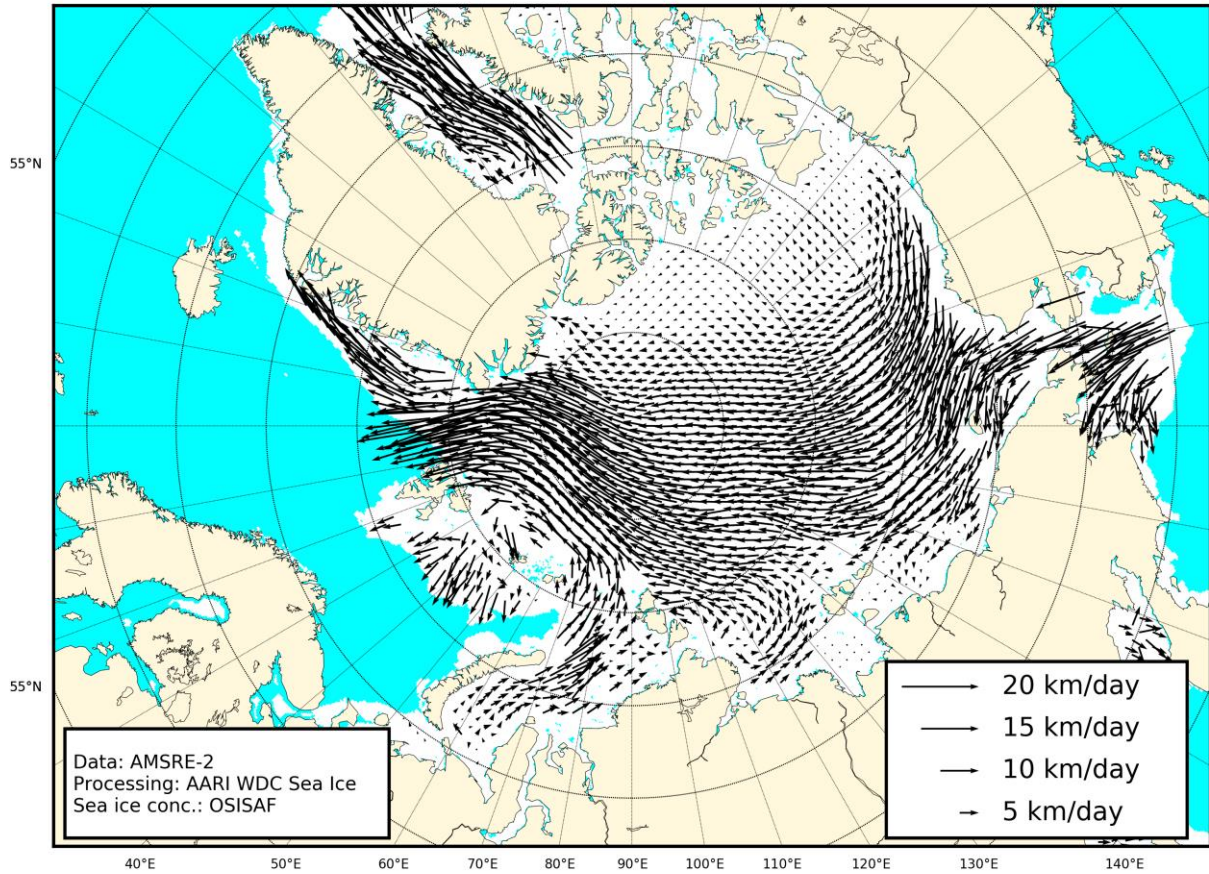 55°N
55°N
Data: AMSRE-2
Processing: AARI WDC Sea Ice
Sea ice conc.: OSISAF
20 km/day
15 km/day
10 km/day
5 km/day
40°E 50°E 60°E 70°E 80°E 90°E 100°E 110°E 120°E 130°E 140°E